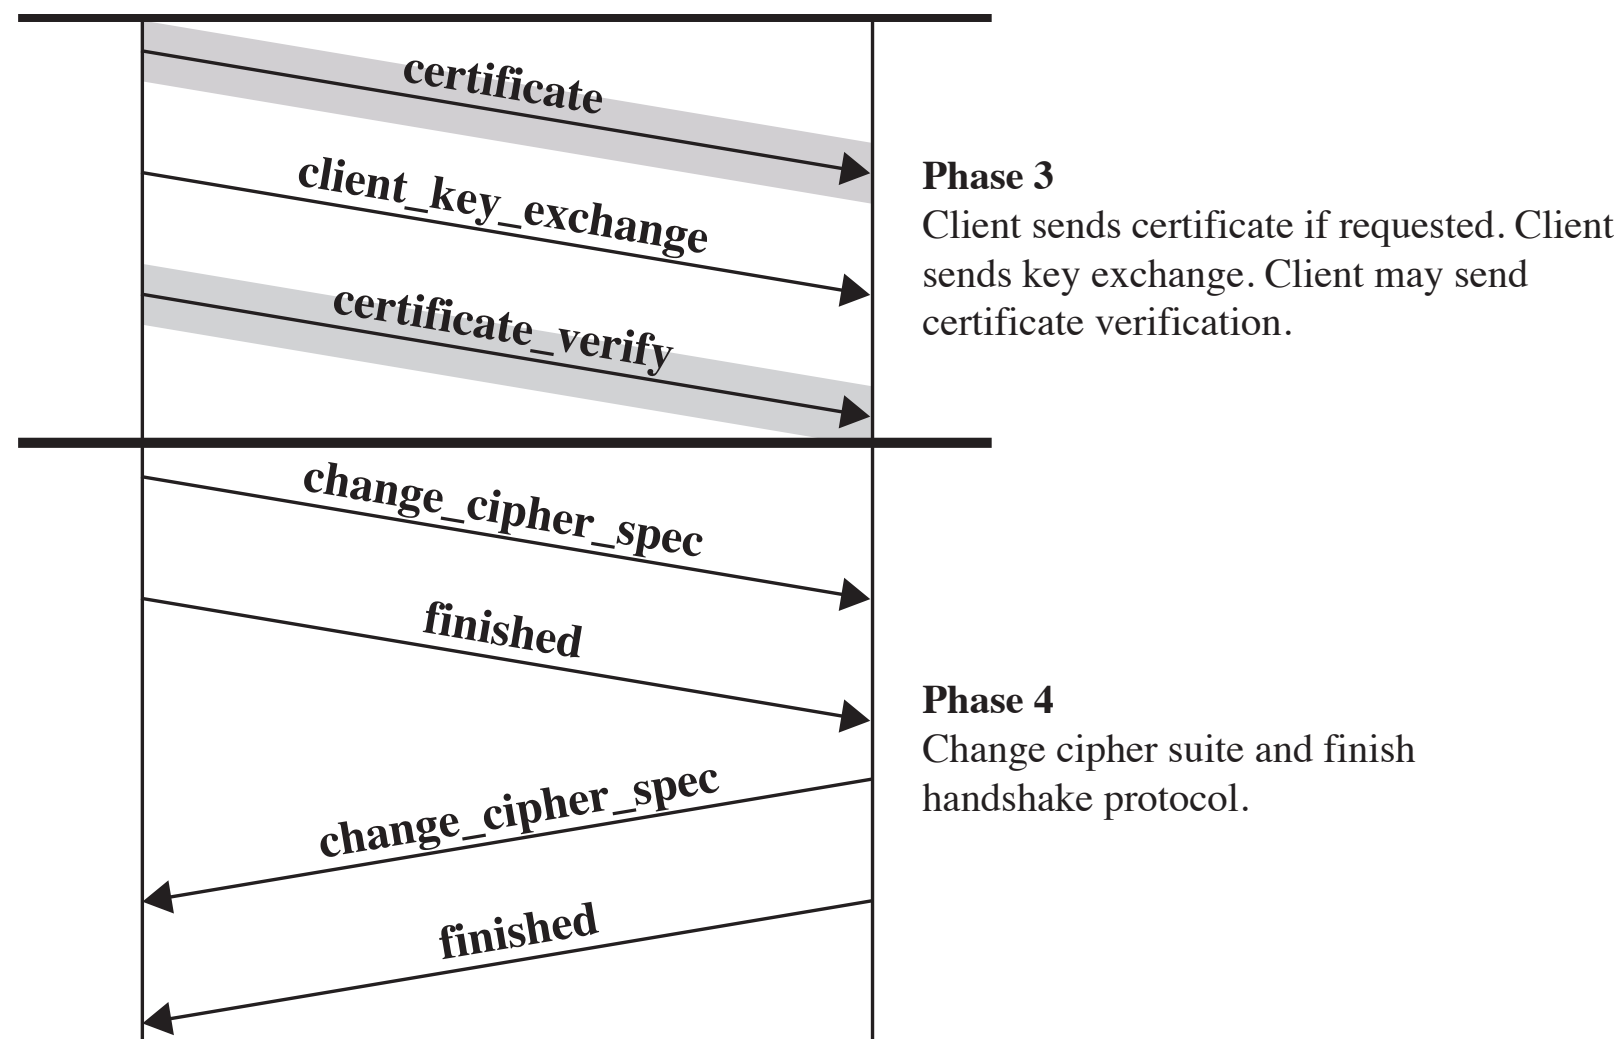 certificate
client_key_exchange
certificate_verify
Phase 3
Client sends certificate if requested. Client
sends key exchange. Client may send
certificate verification.
change_cipher_spec
finished
change_cipher_spec
finished
Phase 4
Change cipher suite and finish
handshake protocol.